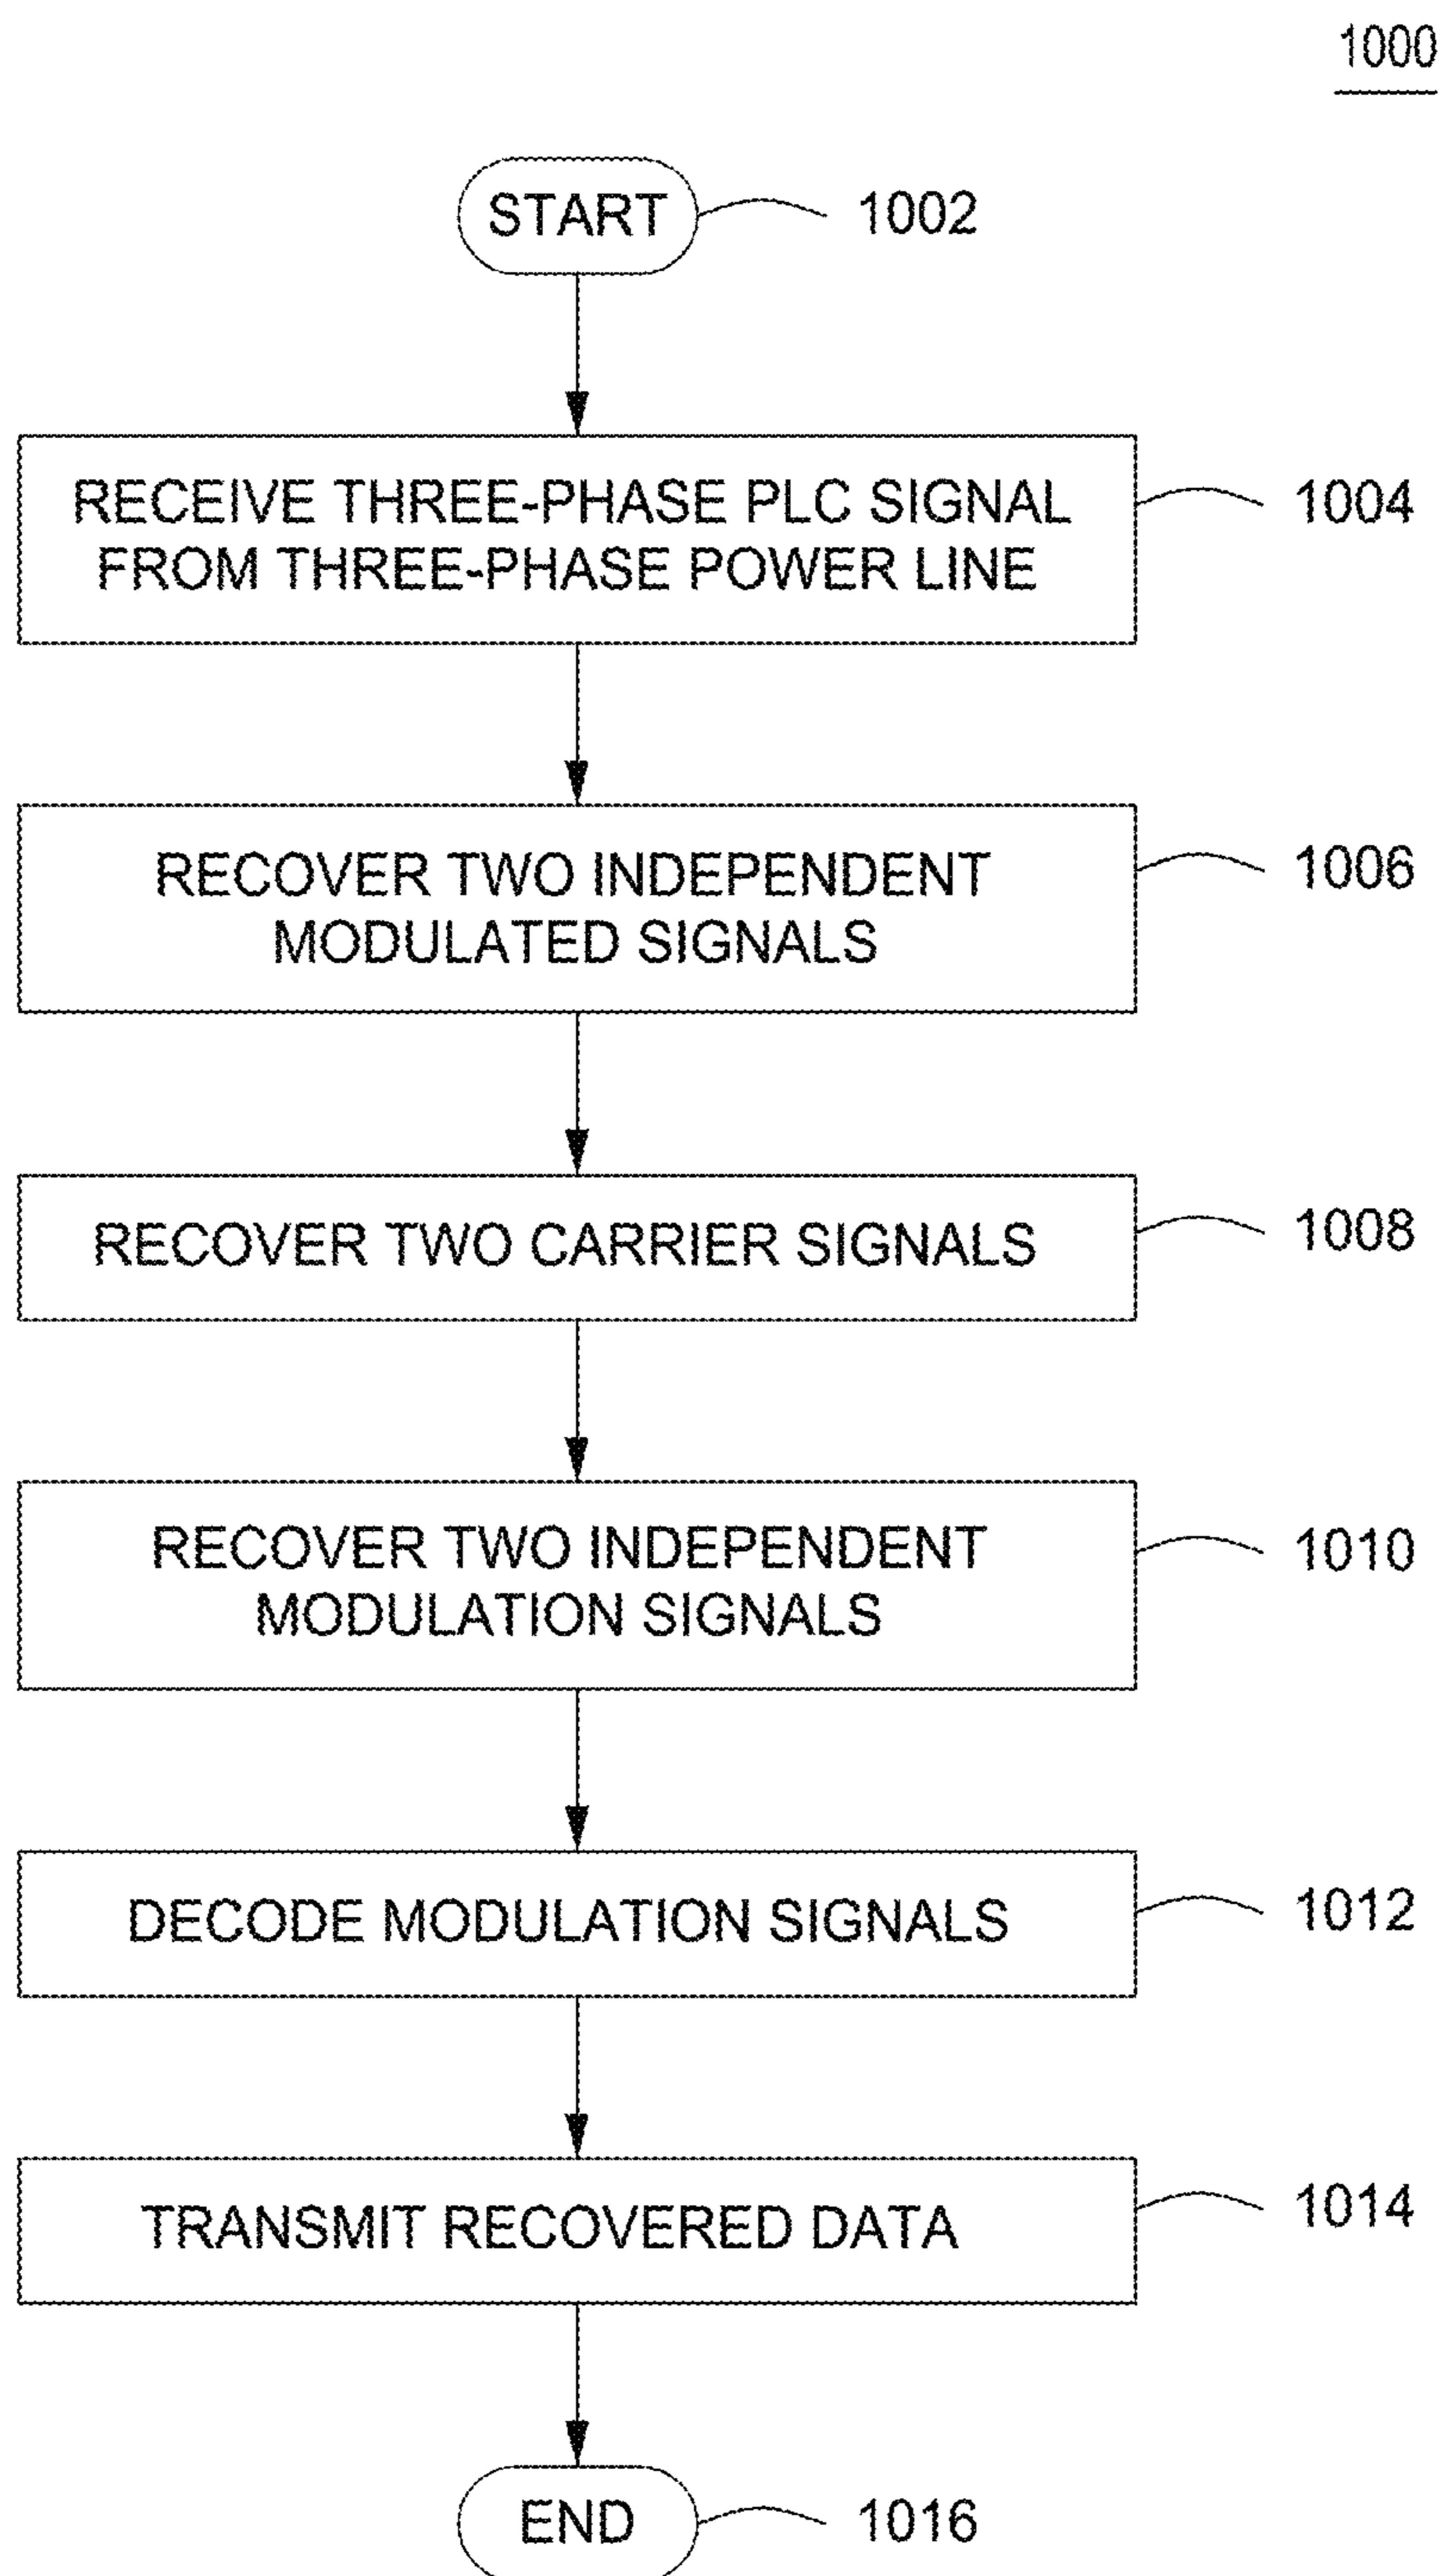 1000
START
1002
RECEIVE THREE-PHASE PLC SIGNAL
FROM THREE-PHASE POWER LINE
1004
RECOVER TWO INDEPENDENT
MODULATED SIGNALS
1006
RECOVER TWO CARRIER SIGNALS
1008
RECOVER TWO INDEPENDENT
MODULATION SIGNALS
1010
DECODE MODULATION SIGNALS
1012
TRANSMIT RECOVERED DATA
1014
END
1016